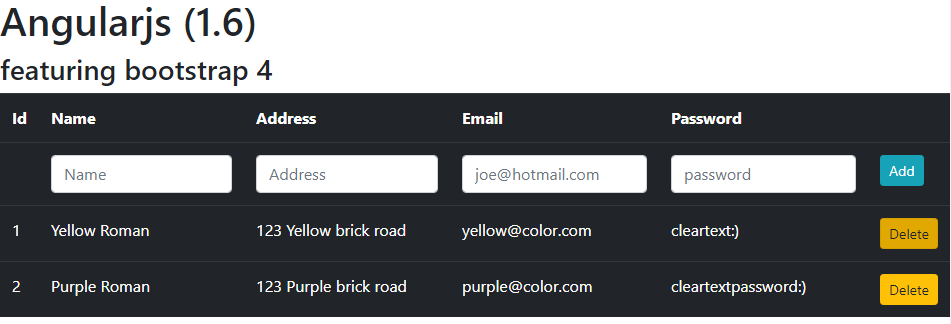 Angularjs (1.6)
featuring bootstrap 4
Id Name Address Email Password
Name Address joe@hotmail.com password Add
1 Yellow Roman 123 Yellow brick road yellow@color.com cleartext:) Delete
2 Purple Roman 123 Purple brick road purple@color.com cleartextpassword:) Delete